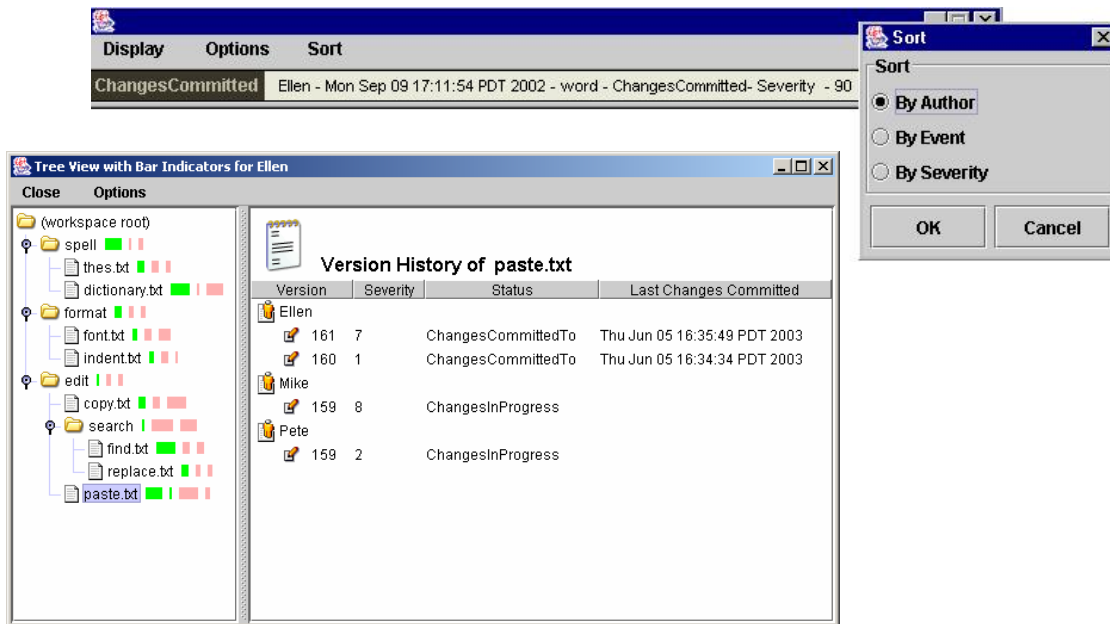 Display Options Sort
ChangesCommitted Ellen - Mon Sep 09 17:11:54 PDT 2002 - word - ChangesCommitted- Severity - 90
Sort
Sort
By Author
By Event
By Severity
OK Cancel
Tree View with Bar Indicators for Ellen
Close Options
(workspace root)
spell
thes.txt
dictionary.txt
format
font.txt
indent.txt
edit
copy.txt
search
find.txt
replace.txt
paste.txt
Version History of paste.txt
Version Severity Status Last Changes Committed
Ellen
161 7 ChangesCommittedTo Thu Jun 05 16:35:49 PDT 2003
160 1 ChangesCommittedTo Thu Jun 05 16:34:34 PDT 2003
Mike
159 8 ChangesInProgress
Pete
159 2 ChangesInProgress